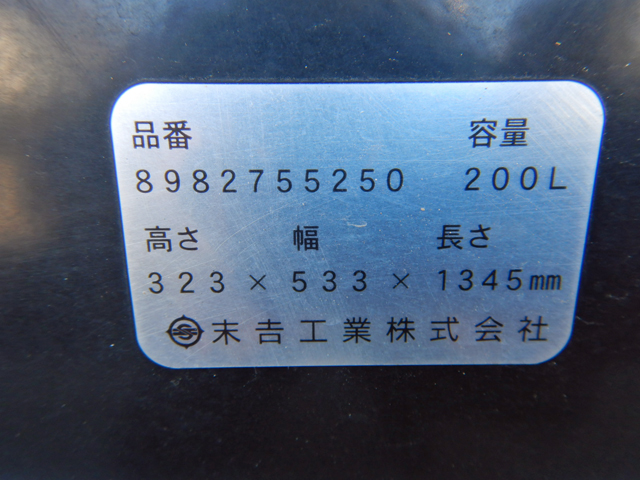 品番 容量
8982755250 200L
高さ 幅 長さ
323 × 533 × 1345mm
末吉工業株式会社